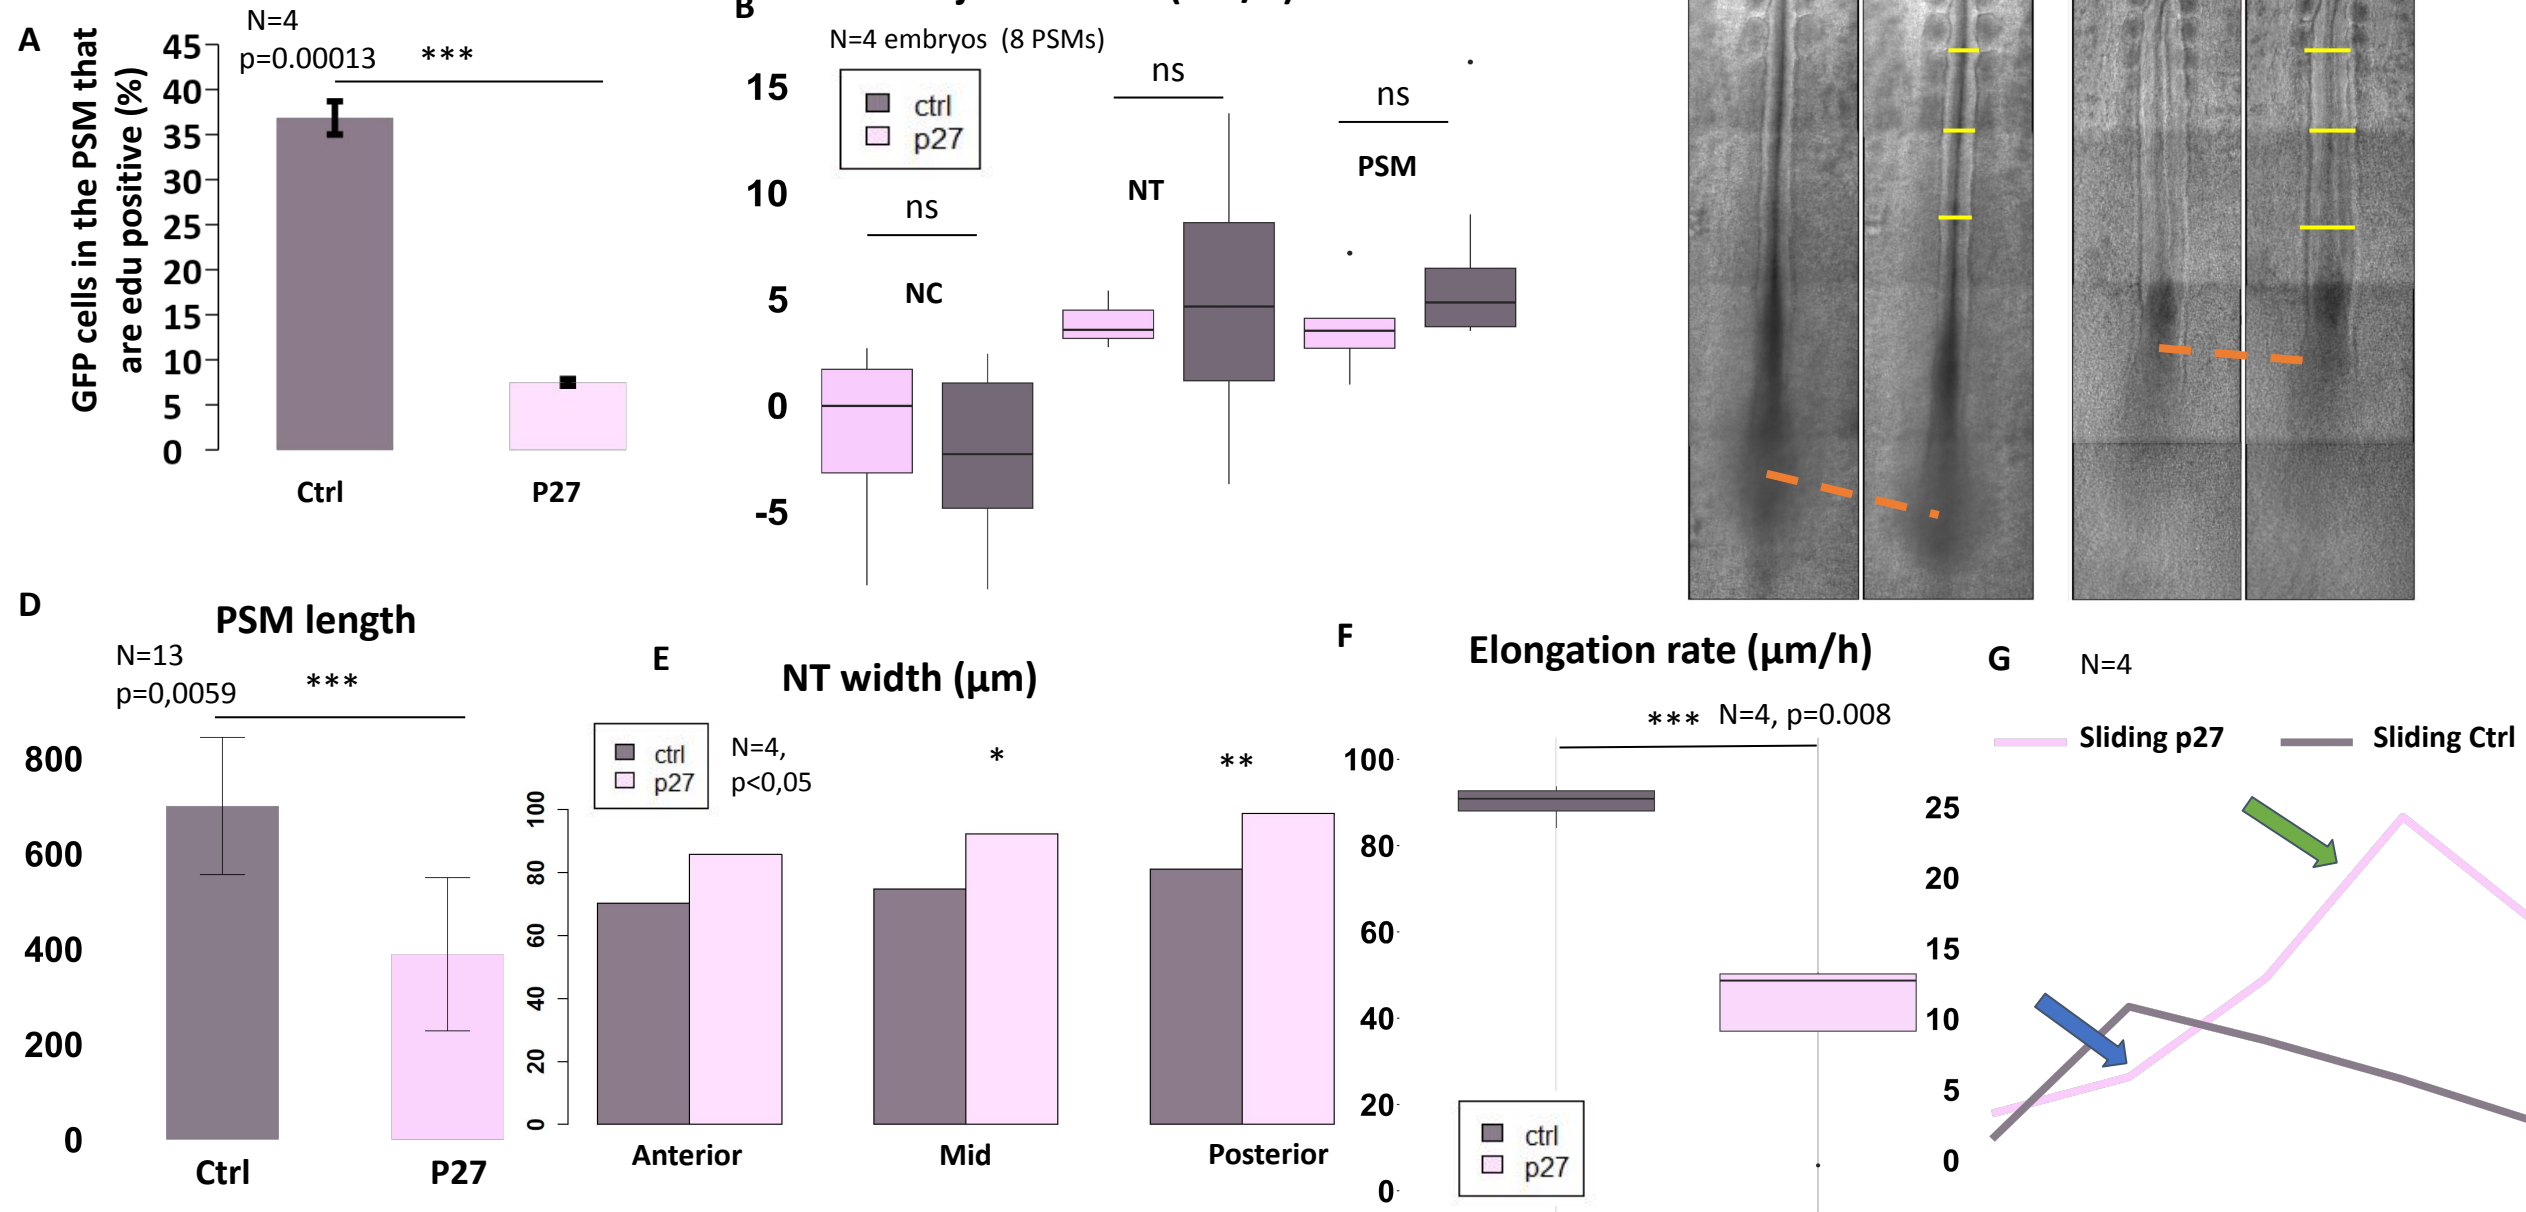 A
N=4
p=0.00013
***
GFP cells in the PSM that
are edu positive (%)
45
40
35
30
25
20
15
10
5
0
Ctrl
P27
B
N=4 embryos (8 PSMs)
ctrl
p27
15
10
5
0
-5
ns
NC
ns
NT
ns
PSM
D
PSM length
N=13
p=0,0059
***
800
600
400
200
0
Ctrl
P27
E
NT width (µm)
ctrl
p27
N=4,
p<0,05
*
**
100
80
60
40
20
0
Anterior
Mid
Posterior
F
Elongation rate (µm/h)
*** N=4, p=0.008
100
80
60
40
20
0
ctrl
p27
G
N=4
Sliding p27
Sliding Ctrl
25
20
15
10
5
0